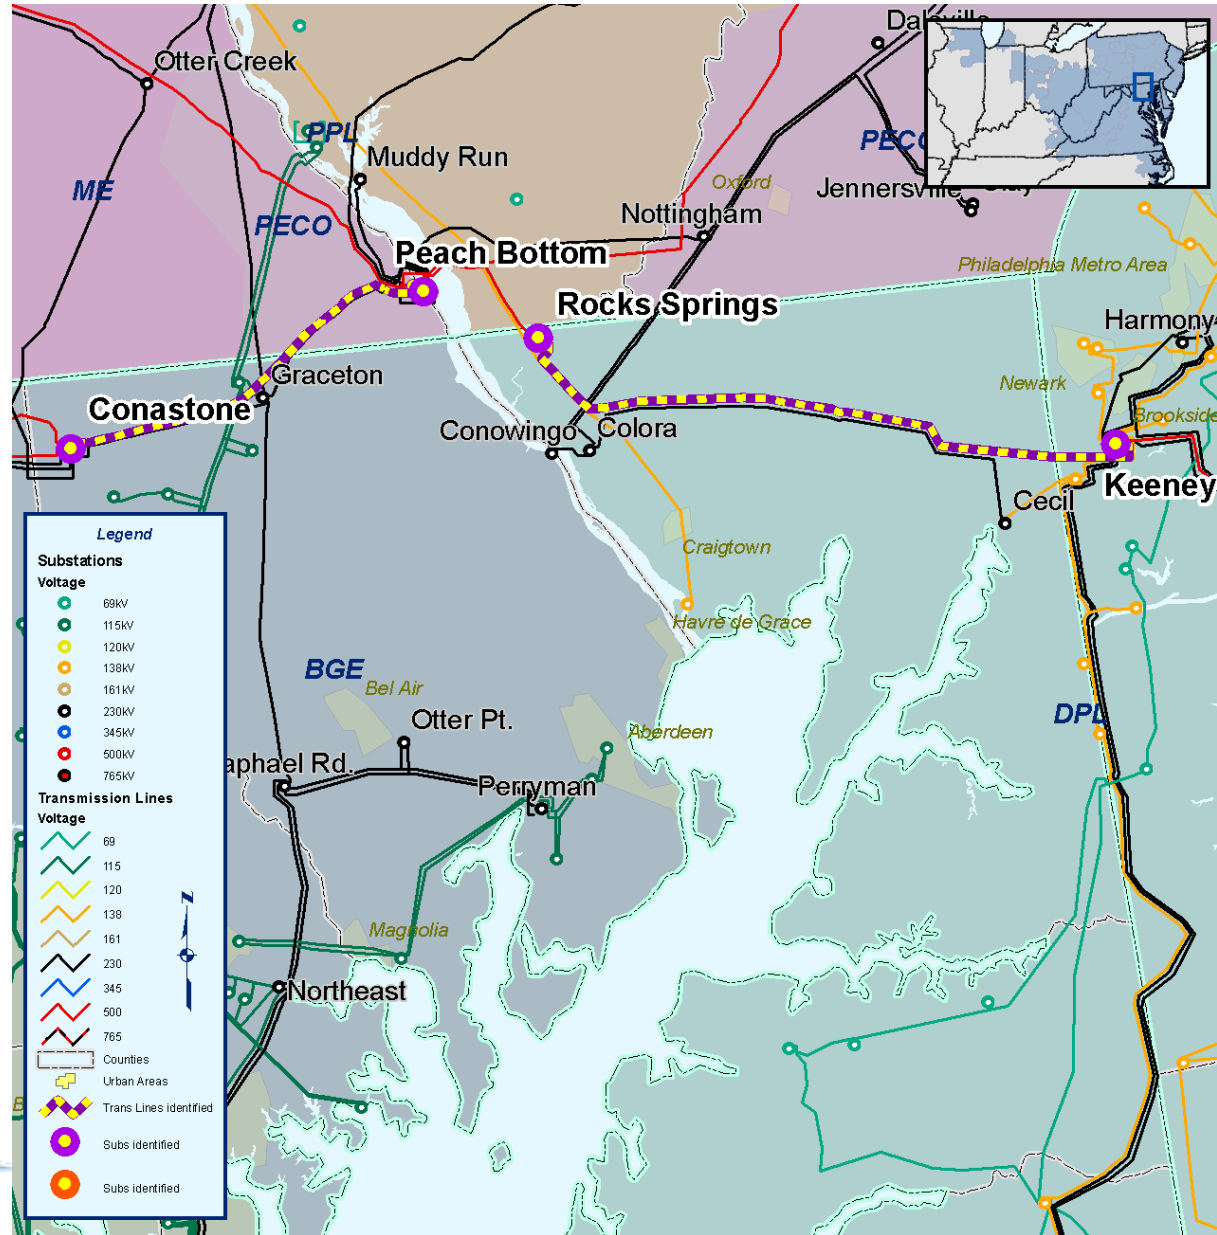 Otter Creek
PPL
Muddy Run
ME
PECO
Oxford
Nottingham
Jennersville
Peach Bottom
Philadelphia Metro Area
Rocks Springs
Harmony
Graceton
Newark
Conastone
Brookside
Conowingo
Colora
Keeney
Cecil
Craigtown
Havre de Grace
BGE
Bel Air
Otter Pt.
Aberdeen
DPL
aphael Rd.
Perryman
Magnolia
Northeast
Legend
Substations
Voltage
69kV
115kV
120kV
138kV
161kV
230kV
345kV
500kV
765kV
Transmission Lines
Voltage
69
115
120
138
161
230
345
500
765
Counties
Urban Areas
Trans Lines identified
Subs identified
Subs identified
N